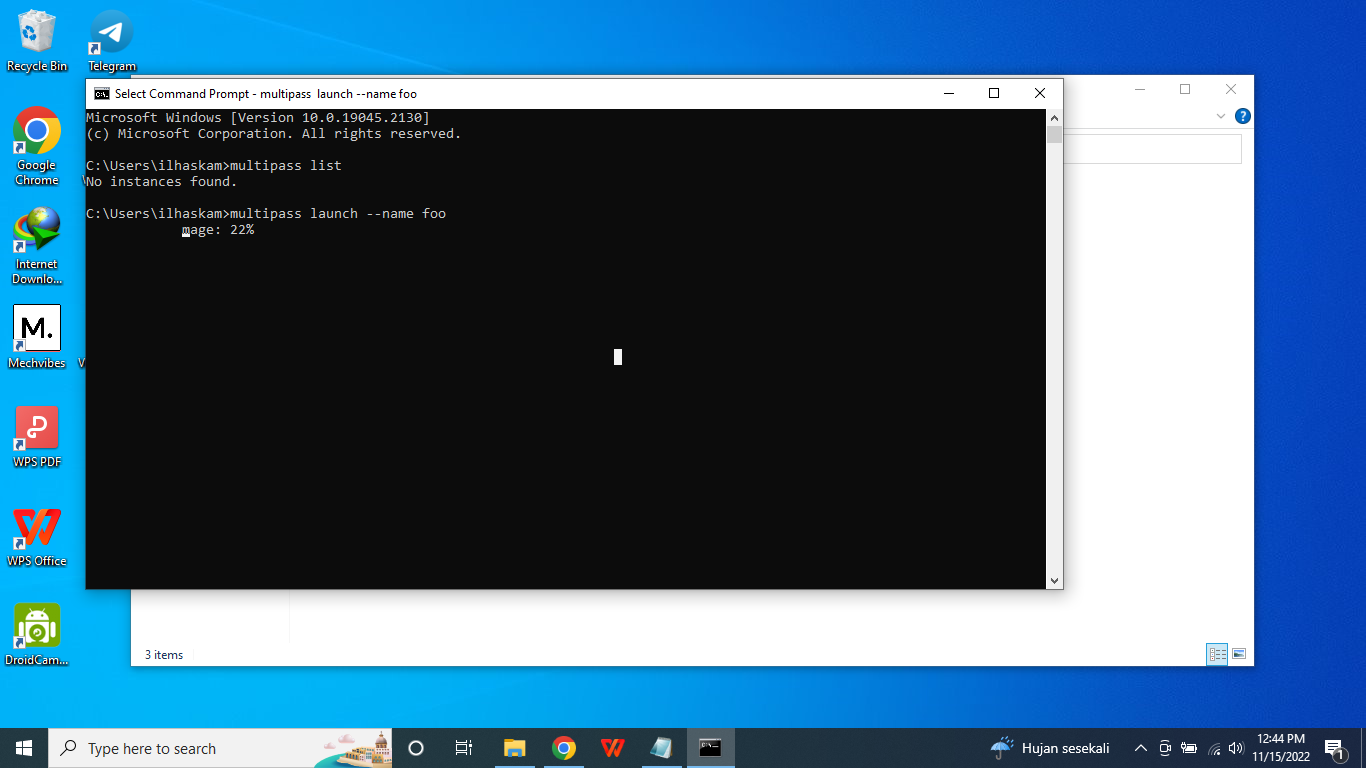 Recycle Bin
Telegram
Select Command Prompt - multipass  launch --name foo
Microsoft Windows [Version 10.0.19045.2130]
(c) Microsoft Corporation. All rights reserved.
C:\Users\ilhaskam>multipass list
No instances found.
C:\Users\ilhaskam>multipass launch --name foo
mage: 22%
Google
Chrome
Internet
Downlo...
M.
Mechvibes
WPS PDF
WPS Office
DroidCam...
3 items
Type here to search
Hujan sesekali
12:44 PM
11/15/2022
1